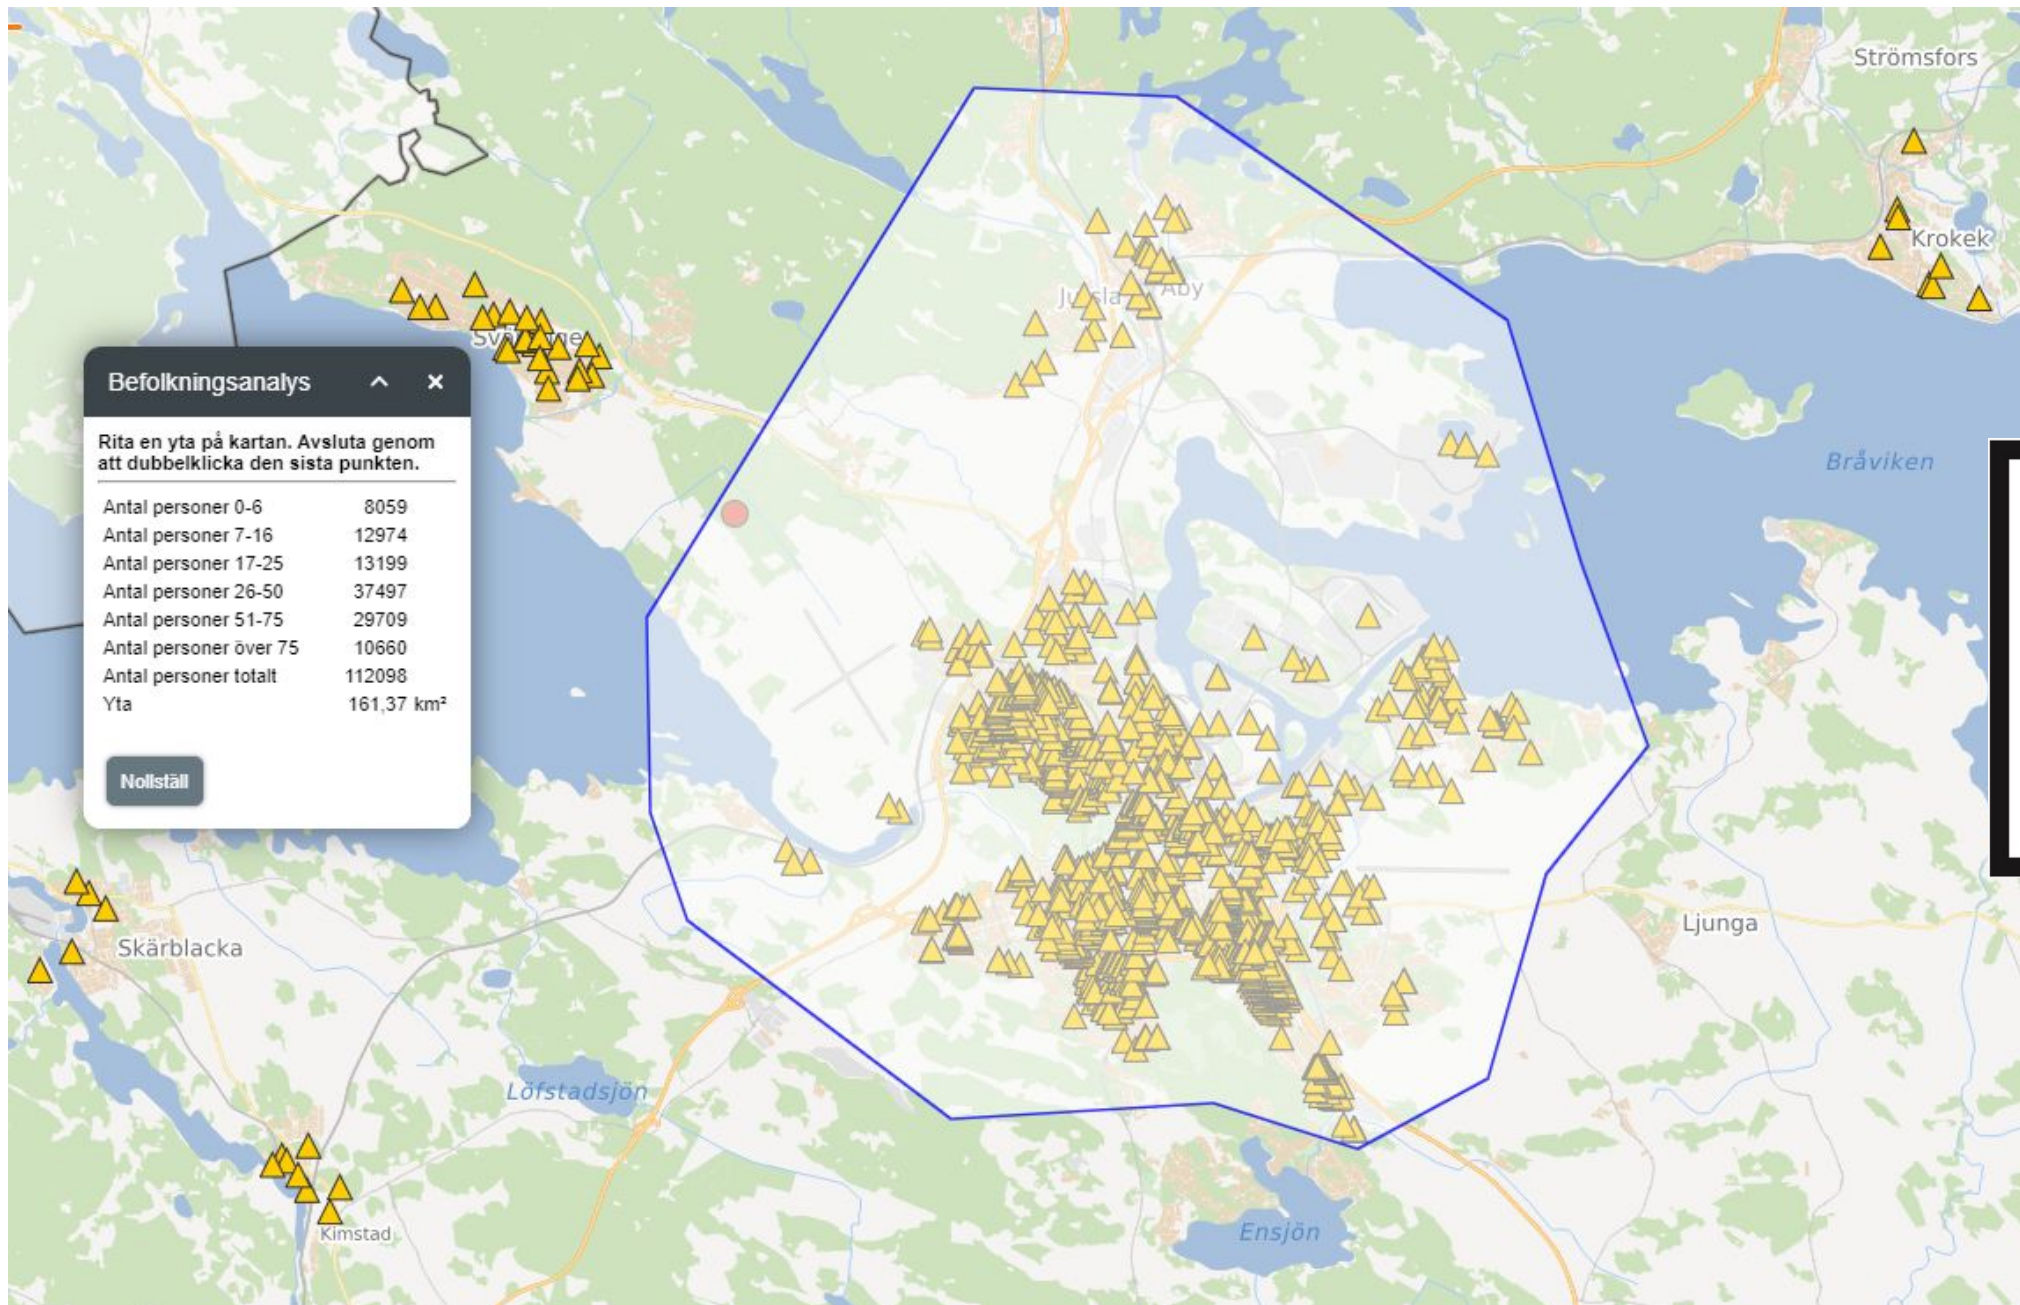 Strömsfors
Krokek
Åby
Bråviken
Befolkningsanalys
Rita en yta på kartan. Avsluta genom
att dubbelklicka den sista punkten.
Antal personer 0-6 8059
Antal personer 7-16 12974
Antal personer 17-25 13199
Antal personer 26-50 37497
Antal personer 51-75 29709
Antal personer över 75 10660
Antal personer totalt 112098
Yta 161,37 km²
Nollställ
Skärblacka
Ljunga
Löfstadsjön
Kimstad
Ensjön